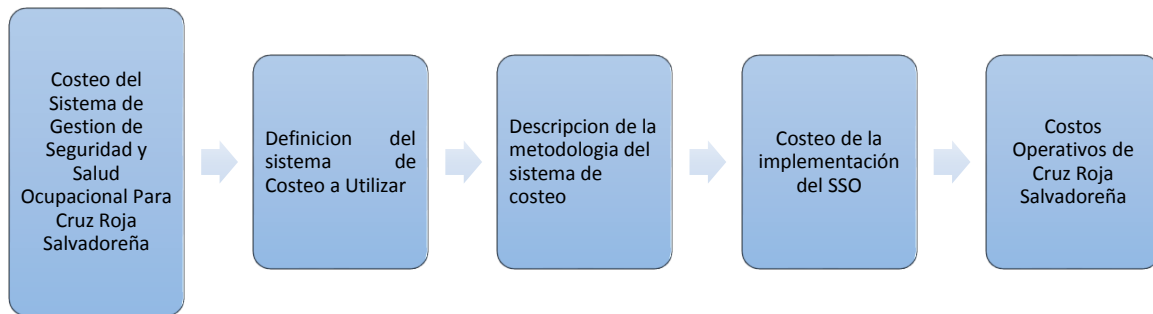 Costeo del
Sistema de
Gestion de
Seguridad y
Salud
Ocupacional Para
Cruz Roja
Salvadoreña
Definicion del
sistema de
Costeo a Utilizar
Descripcion de la
metodologia del
sistema de
costeo
Costeo de la
implementación
del SSO
Costos
Operativos de
Cruz Roja
Salvadoreña